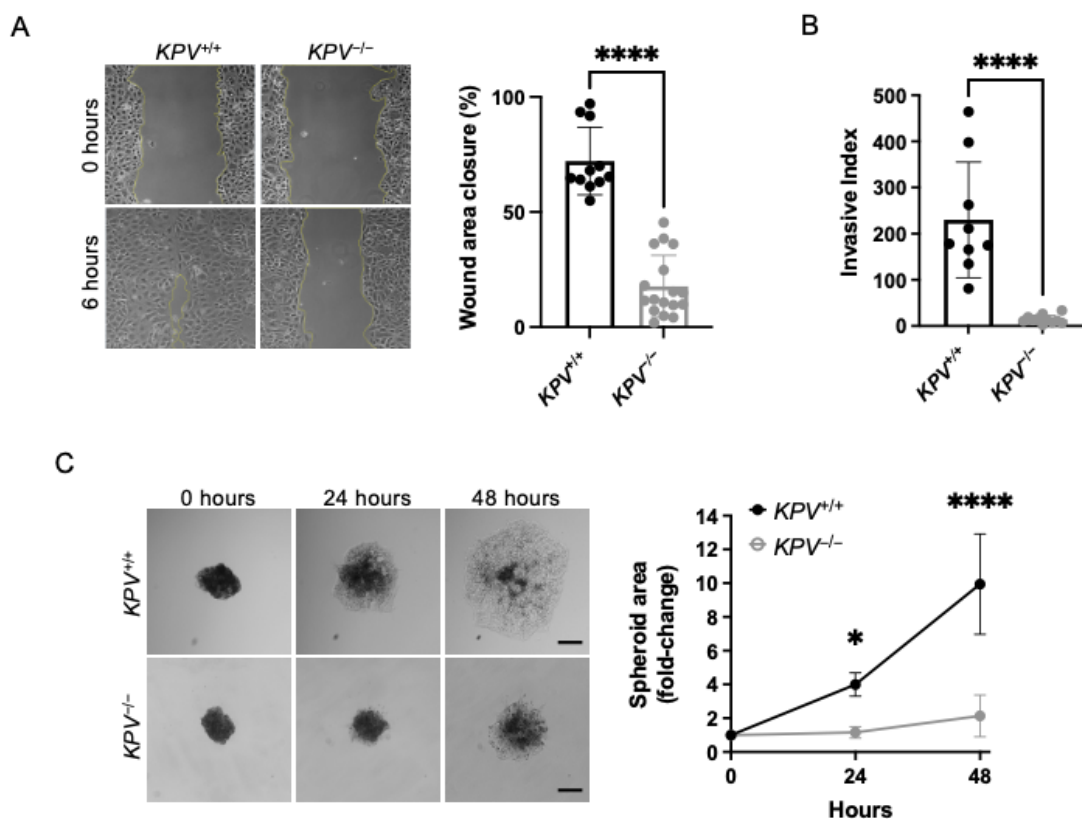 A
KPV+/+ KPV−/−
0 hours
6 hours
Wound area closure (%)
****
100
50
0
KPV+/+
KPV−/−
B
Invasive Index
****
500
400
300
200
100
0
KPV+/+
KPV−/−
C
0 hours 24 hours 48 hours
KPV+/+
KPV−/−
Spheroid area
(fold-change)
14
12
10
8
6
4
2
0
KPV+/+
KPV−/−
*
****
0 24 48
Hours